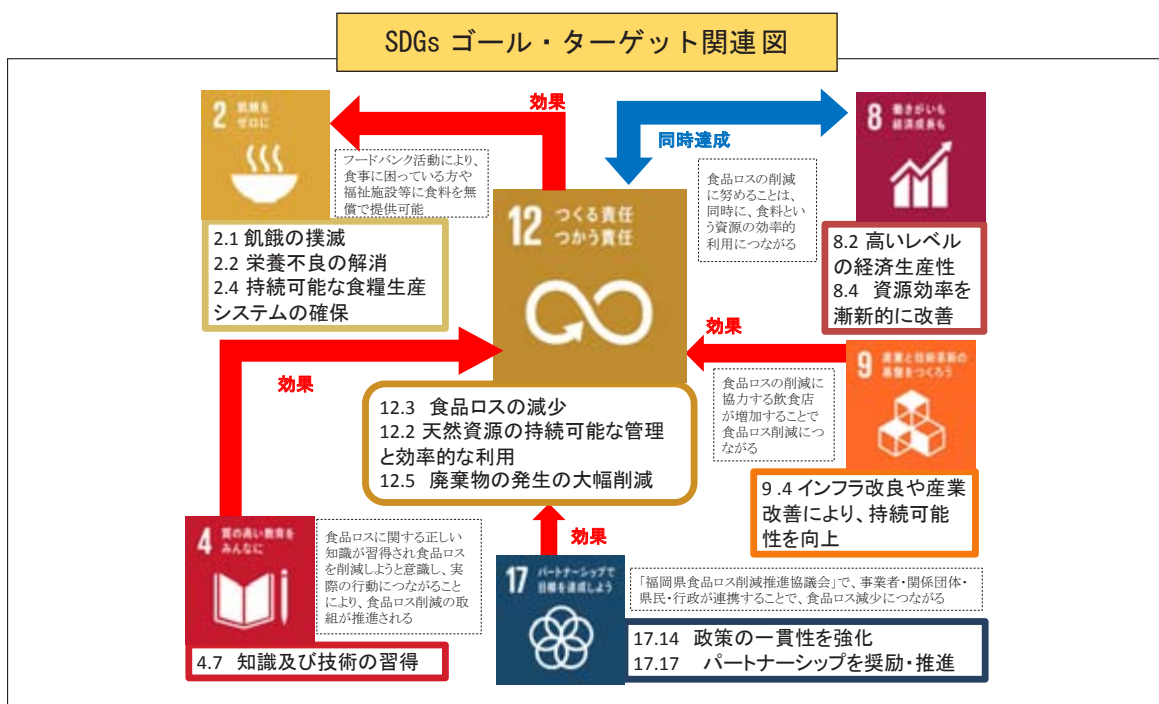 SDGs ゴール・ターゲット関連図
効果
2 飢餓を
ゼロに
フードバンク活動により、
食事に困っている方や
福祉施設等に食料を無
償で提供可能
2.1 飢餓の撲滅
2.2 栄養不良の解消
2.4 持続可能な食糧生産
システムの確保
同時達成
8 働きがいも
経済成長も
食品ロスの削減
に努めることは、
同時に、食料とい
う資源の効率的
利用につながる
8.2 高いレベル
の経済生産性
8.4 資源効率を
漸新的に改善
12 つくる責任
つかう責任
12.3 食品ロスの減少
12.2 天然資源の持続可能な管理
と効率的な利用
12.5 廃棄物の発生の大幅削減
効果
9 産業と技術革新の
基盤をつくろう
食品ロスの削減に
協力する飲食店
が増加することで
食品ロス削減につ
ながる
9 .4 インフラ改良や産業
改善により、持続可能
性を向上
効果
4 質の高い教育を
みんなに
食品ロスに関する正しい
知識が習得され食品ロス
を削減しようと意識し、実
際の行動につながること
により、食品ロス削減の取
組が推進される
4.7 知識及び技術の習得
効果
17 パートナーシップで
目標を達成しよう
「福岡県食品ロス削減推進協議会」で、事業者・関係団体・
県民・行政が連携することで、食品ロス減少につながる
17.14 政策の一貫性を強化
17.17 パートナーシップを奨励・推進